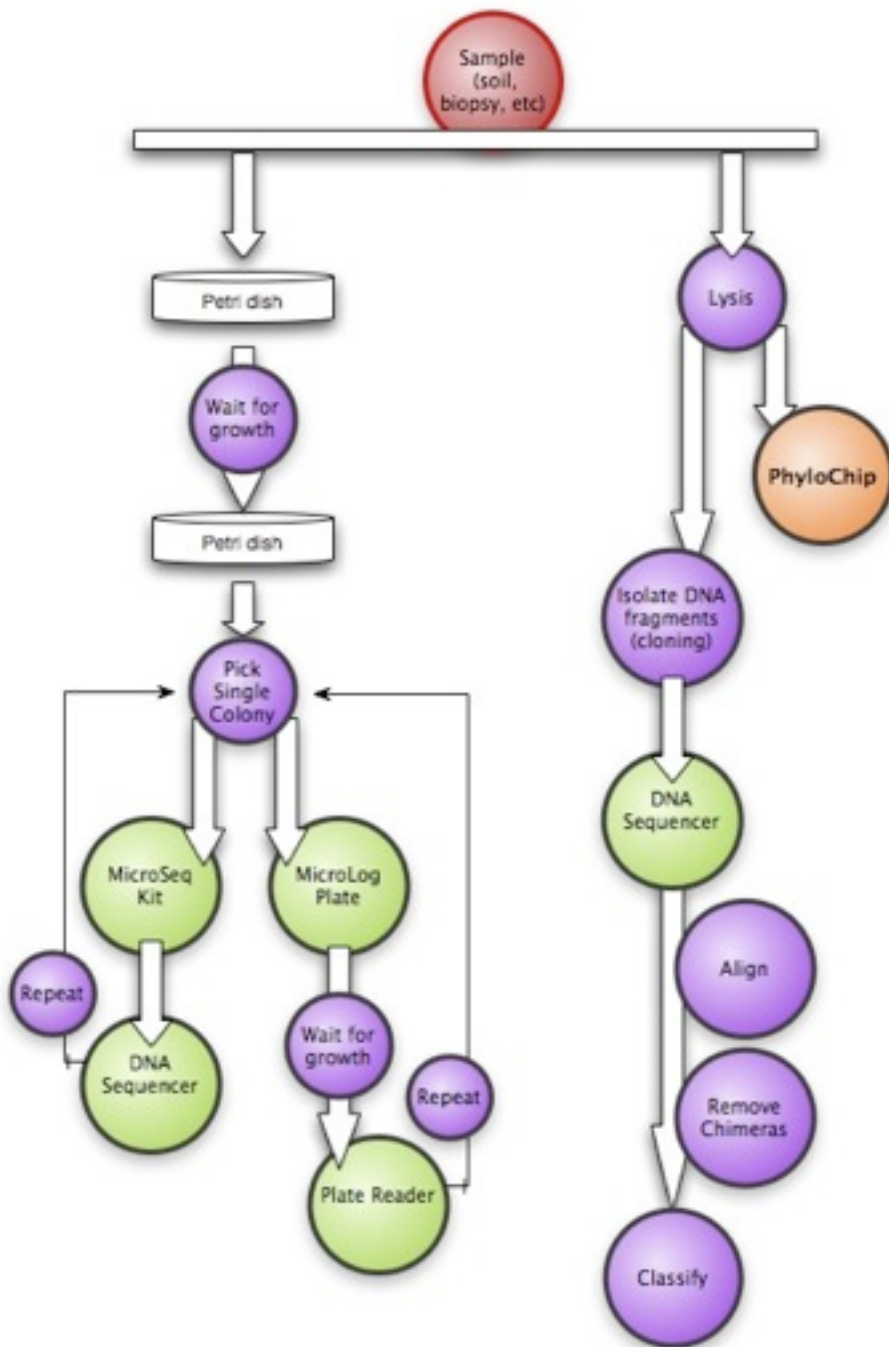 Sample
(soil,
biopsy, etc)
Petri dish
Lysis
Wait for
growth
PhyloChip
Petri dish
Isolate DNA
fragments
(cloning)
Pick
Single
Colony
DNA
Sequencer
MicroSeq
Kit
MicroLog
Plate
Align
Repeat
Wait for
growth
DNA
Sequencer
Repeat
Remove
Chimeras
Plate Reader
Classify